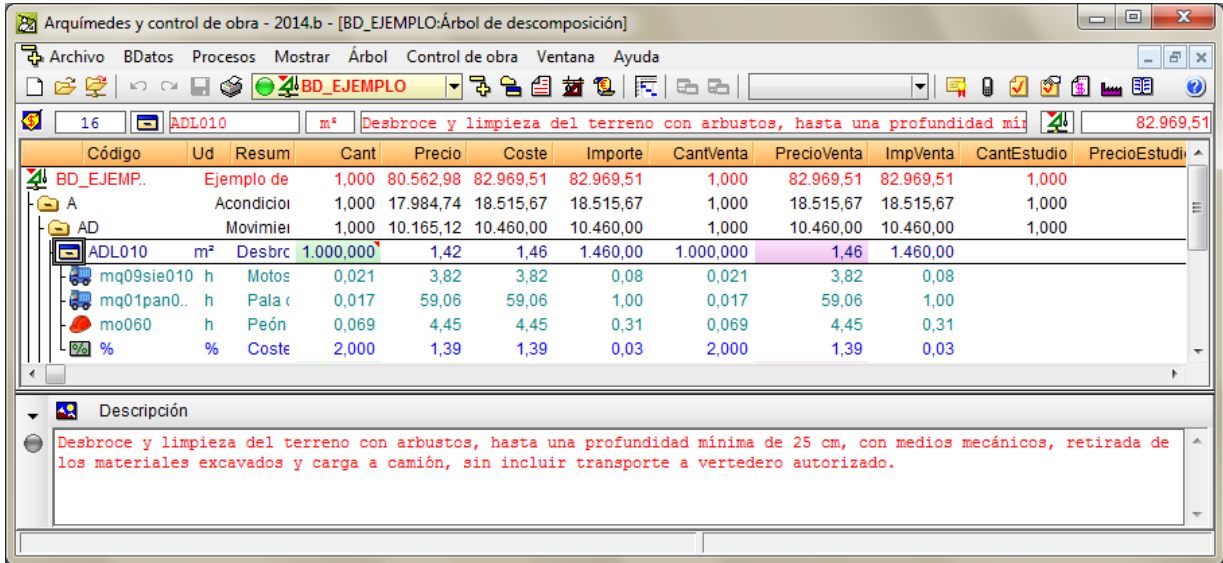 Arquímedes y control de obra - 2014.b - [BD_EJEMPLO:Árbol de descomposición]
Archivo BDatos Procesos Mostrar Árbol Control de obra Ventana Ayuda
BD_EJEMPLO
16 ADL010 m² Desbroce y limpieza del terreno con arbustos, hasta una profundidad mín 82.969,51
Código Ud Resum Cant Precio Coste Importe CantVenta PrecioVenta ImpVenta CantEstudio PrecioEstudi
BD_EJEMP.. Ejemplo de 1,000 80.562,98 82.969,51 82.969,51 1,000 82.969,51 82.969,51 1,000
A Acondicior 1,000 17.984,74 18.515,67 18.515,67 1,000 18.515,67 18.515,67 1,000
AD Movimier 1,000 10.165,12 10.460,00 10.460,00 1,000 10.460,00 10.460,00 1,000
ADL010 m² Desbrc 1.000,000 1,42 1,46 1.460,00 1.000,000 1,46 1.460,00
mq09sie010 h Motos 0,021 3,82 3,82 0,08 0,021 3,82 0,08
mq01pan0.. h Pala c 0,017 59,06 59,06 1,00 0,017 59,06 1,00
mo060 h Peón 0,069 4,45 4,45 0,31 0,069 4,45 0,31
% % Coste 2,000 1,39 1,39 0,03 2,000 1,39 0,03
Descripción
Desbroce y limpieza del terreno con arbustos, hasta una profundidad mínima de 25 cm, con medios mecánicos, retirada de
los materiales excavados y carga a camión, sin incluir transporte a vertedero autorizado.